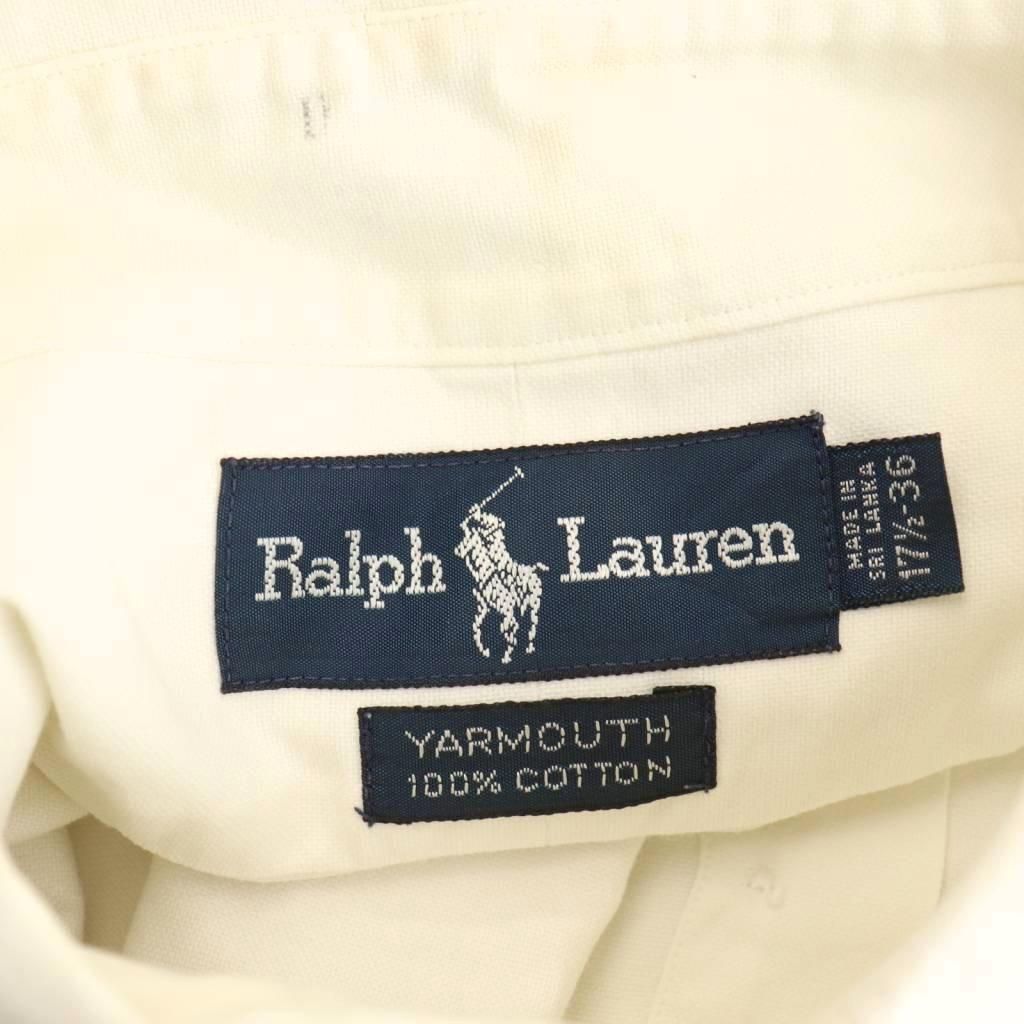 Ralph Lauren
MADE IN
SRI LANKA
17½-36
YARMOUTH
100% COTTON